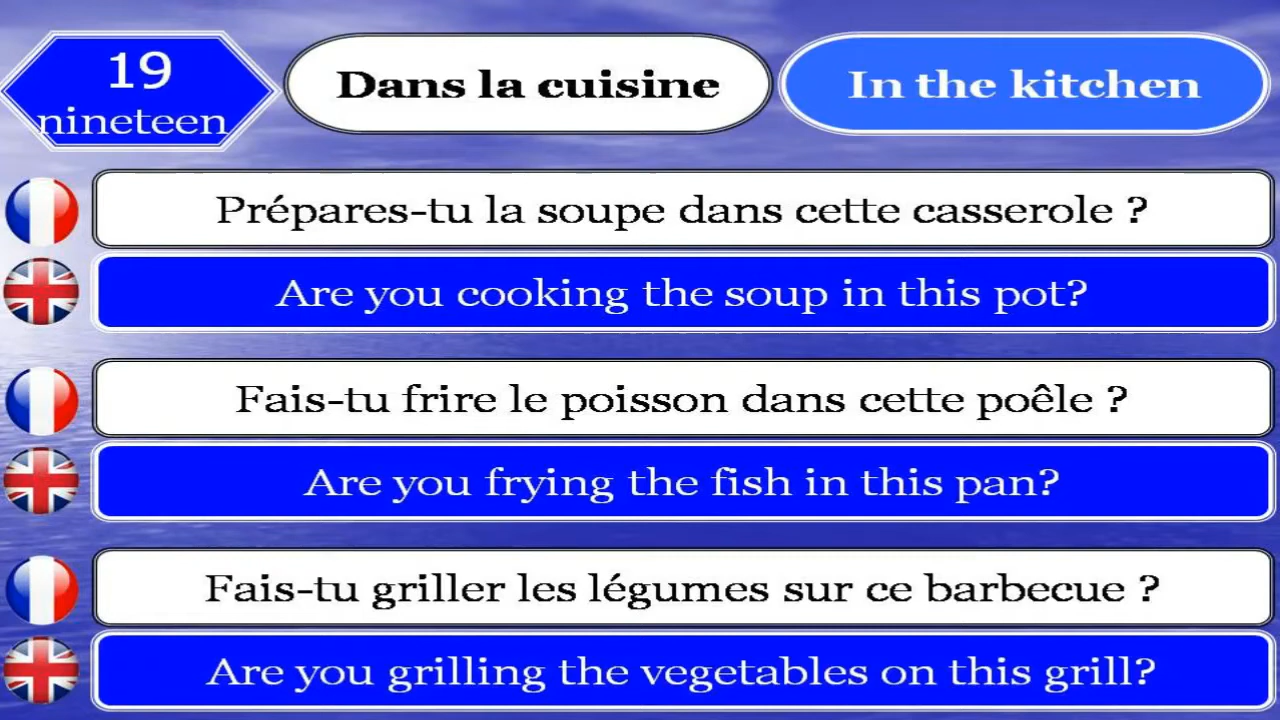 19
nineteen
Dans la cuisine
In the kitchen
Prépares-tu la soupe dans cette casserole ?
Are you cooking the soup in this pot?
Fais-tu frire le poisson dans cette poêle ?
Are you frying the fish in this pan?
Fais-tu griller les légumes sur ce barbecue ?
Are you grilling the vegetables on this grill?